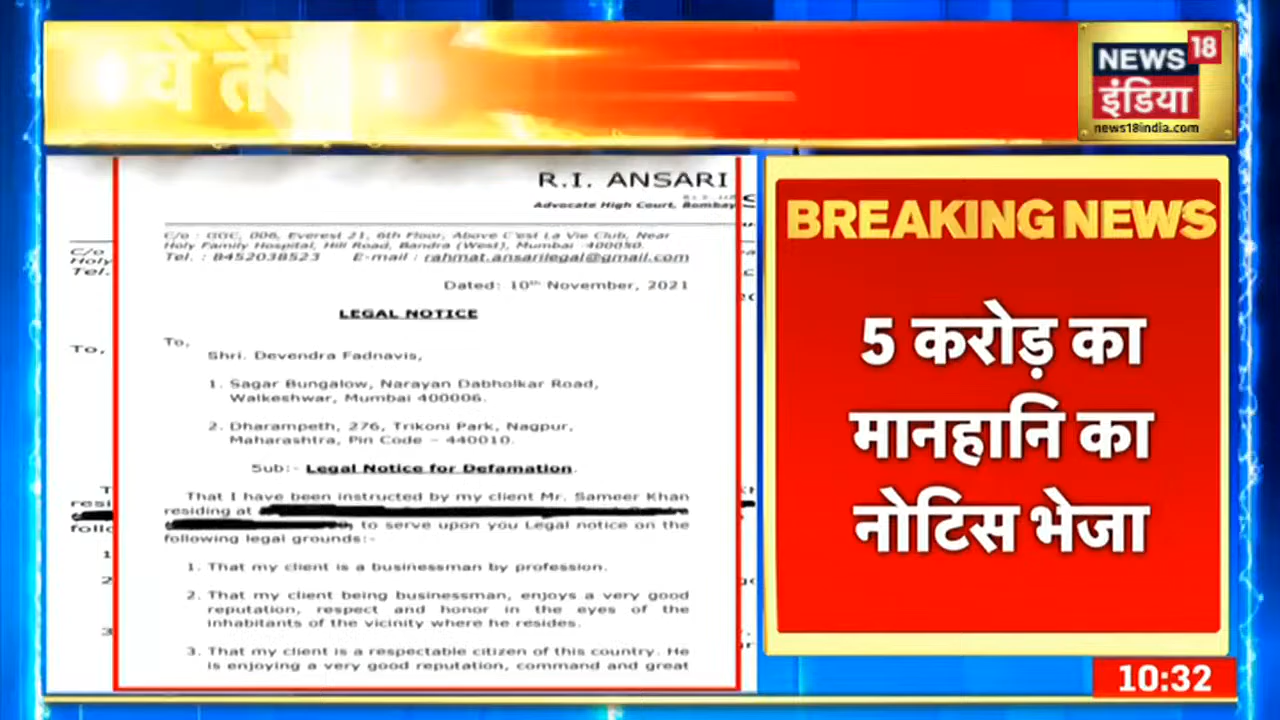 ये ते
NEWS 18
इंडिया
news18india.com
R.I. ANSARI
Advocate High Court, Bombay
C/o : GGC, 006, Everest 21, 6th Floor, Above C'est La Vie Club, Near
Holy Family Hospital, Hill Road, Bandra (West), Mumbai -400050.
Tel. : 8452038523 E-mail : rahmat.ansarilegal@gmail.com
Dated: 10th November, 2021
LEGAL NOTICE
To,
Shri. Devendra Fadnavis,
1. Sagar Bungalow, Narayan Dabholkar Road,
Walkeshwar, Mumbai 400006.
2. Dharampeth, 276, Trikoni Park, Nagpur,
Maharashtra, Pin Code – 440010.
Sub:- Legal Notice for Defamation.
That I have been instructed by my client Mr. Sameer Khan
residing at
, to serve upon you Legal notice on the
following legal grounds:-
1. That my client is a businessman by profession.
2. That my client being businessman, enjoys a very good
reputation, respect and honor in the eyes of the
inhabitants of the vicinity where he resides.
3. That my client is a respectable citizen of this country. He
is enjoying a very good reputation, command and great
C/o
Holy
Tel.
To,
BREAKING NEWS
5 करोड़ का
मानहानि का
नोटिस भेजा
10:32